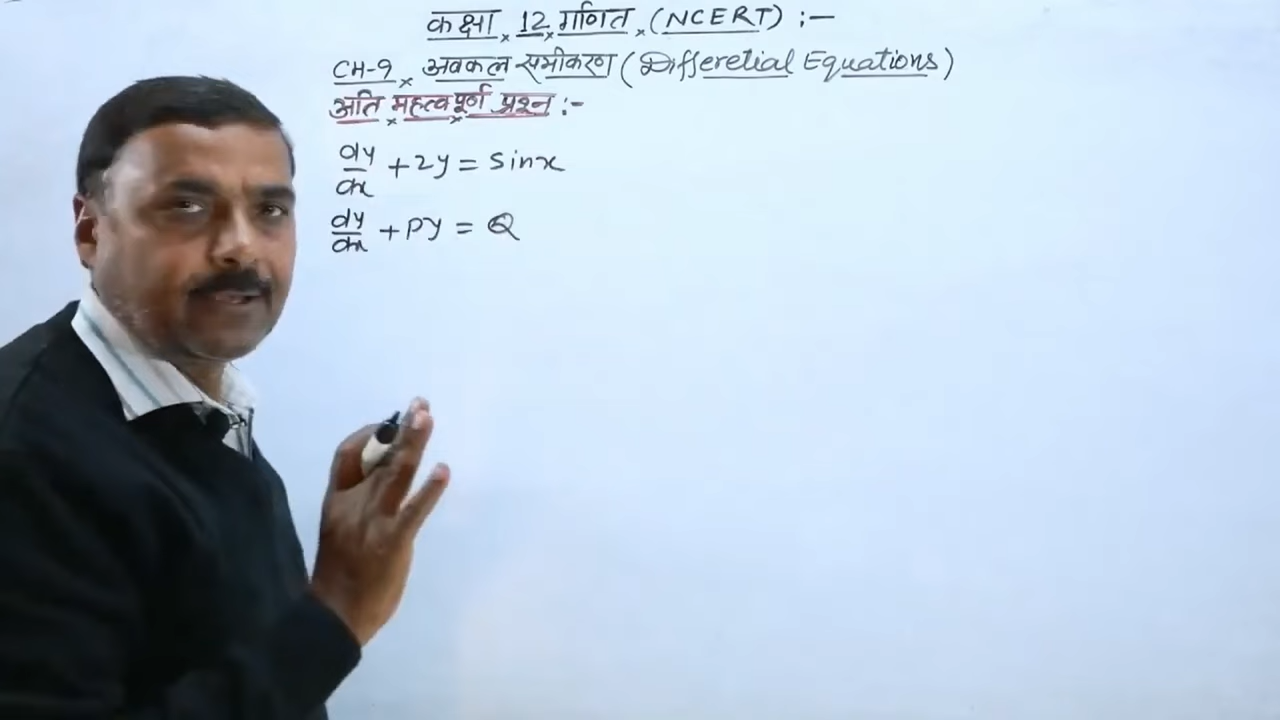 कक्षा × 12 × गणित × (NCERT) :-
CH-9 × अवकल समीकरण (Differetial Equations)
अति × महत्व × पूर्ण प्रश्न :-
dy/dx + 2y = sinx
dy/dx + Py = Q